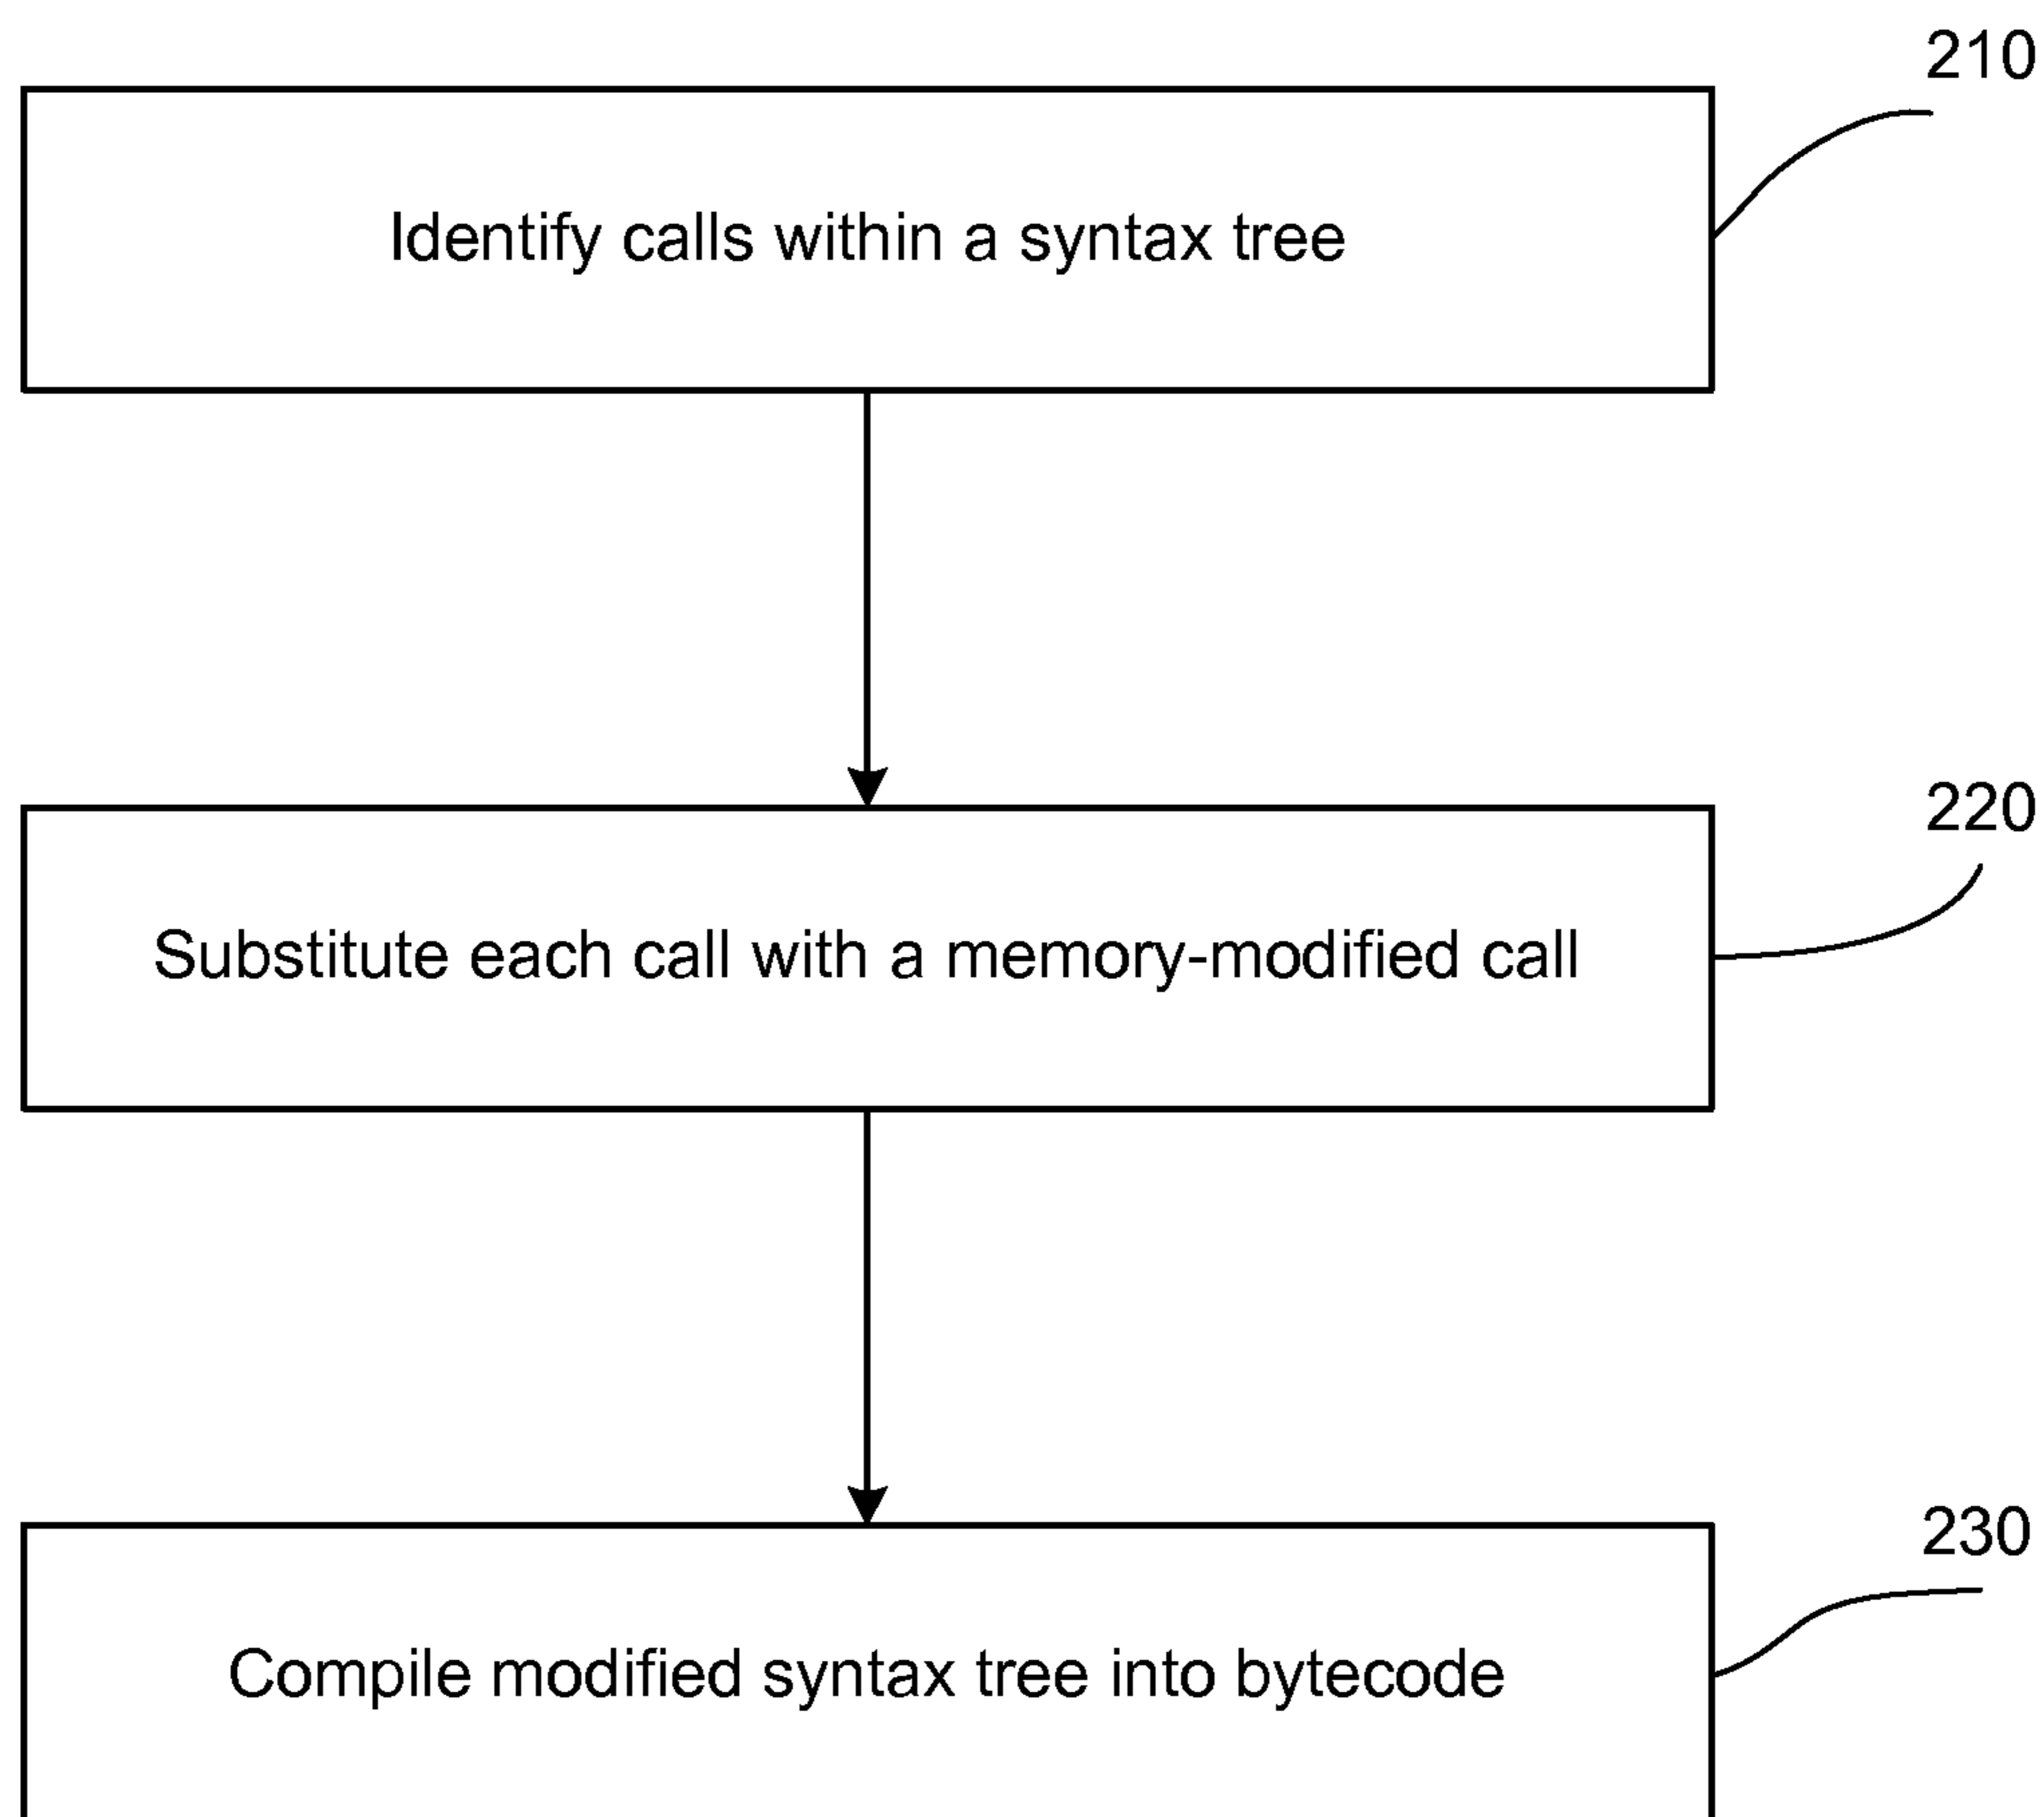 210
Identify calls within a syntax tree
220
Substitute each call with a memory-modified call
230
Compile modified syntax tree into bytecode